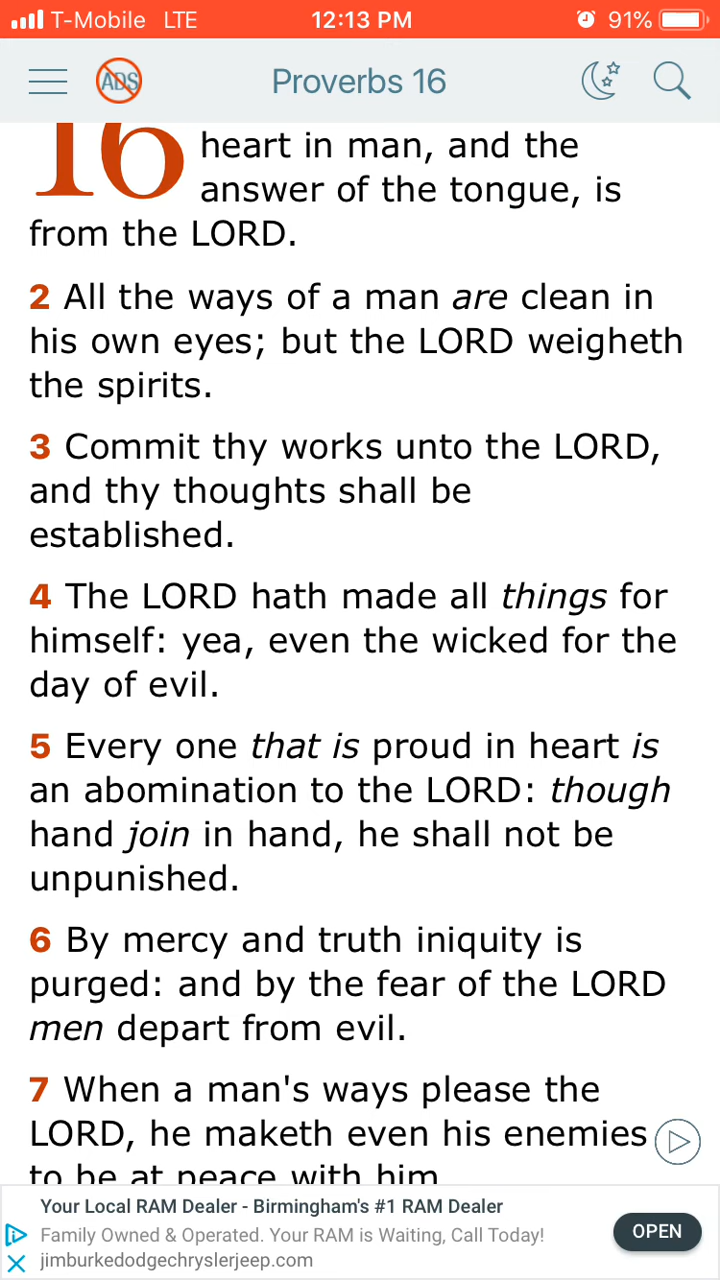 T-Mobile LTE 12:13 PM 91%
ADS Proverbs 16
16 heart in man, and the
answer of the tongue, is
from the LORD.
2 All the ways of a man are clean in
his own eyes; but the LORD weigheth
the spirits.
3 Commit thy works unto the LORD,
and thy thoughts shall be
established.
4 The LORD hath made all things for
himself: yea, even the wicked for the
day of evil.
5 Every one that is proud in heart is
an abomination to the LORD: though
hand join in hand, he shall not be
unpunished.
6 By mercy and truth iniquity is
purged: and by the fear of the LORD
men depart from evil.
7 When a man's ways please the
LORD, he maketh even his enemies
to be at peace with him.
Your Local RAM Dealer - Birmingham's #1 RAM Dealer
Family Owned & Operated. Your RAM is Waiting, Call Today!
jimburkedodgechryslerjeep.com
OPEN